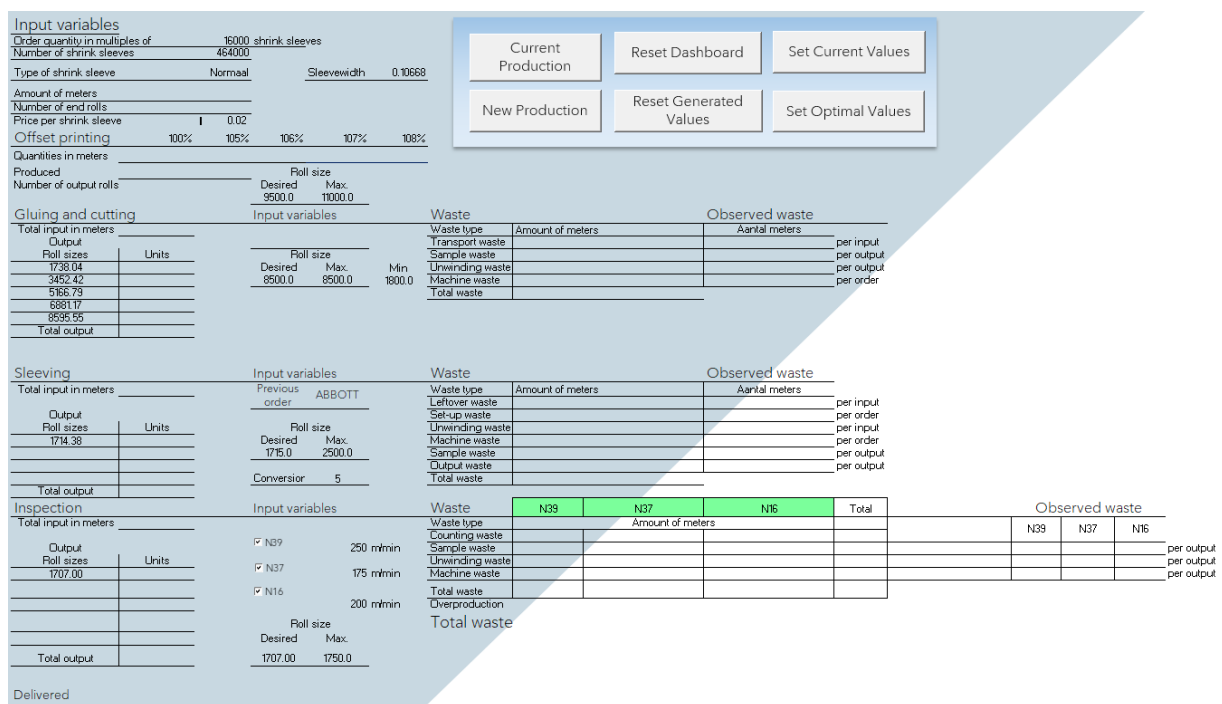 Input variables
Order quantity in multiples of 16000 shrink sleeves
Number of shrink sleeves 464000
Type of shrink sleeve Normaal Sleevewidth 0.10668
Amount of meters
Number of end rolls
Price per shrink sleeve 0.02
Offset printing 100% 105% 106% 107% 108%
Quantities in meters
Produced Roll size
Number of output rolls Desired Max.
9500.0 11000.0
Current Production
Reset Dashboard
Set Current Values
New Production
Reset Generated Values
Set Optimal Values
Gluing and cutting Input variables Waste Observed waste
Total input in meters Waste type Amount of meters Aantal meters
Output Transport waste per input
Roll sizes Units Roll size Sample waste per output
1738.04 Desired Max. Min Unwinding waste per output
3452.42 8500.0 8500.0 1800.0 Machine waste per order
5166.79 Total waste
6881.17
8595.55
Total output
Sleeving Input variables Waste Observed waste
Total input in meters Previous order ABBOTT Waste type Amount of meters Aantal meters
Leftover waste per input
Output Set-up waste per order
Roll sizes Units Roll size Unwinding waste per input
1714.38 Desired Max. Machine waste per order
1715.0 2500.0 Sample waste per output
Output waste per output
Conversior 5 Total waste
Total output
Inspection Input variables Waste N39 N37 N16 Total Observed waste
Total input in meters Waste type Amount of meters N39 N37 N16
Counting waste
Output N39 250 m/min Sample waste per output
Roll sizes Units Unwinding waste per output
1707.00 N37 175 m/min Machine waste per output
N16 Total waste
200 m/min Overproduction
Roll size Total waste
Desired Max.
Total output 1707.00 1750.0
Delivered